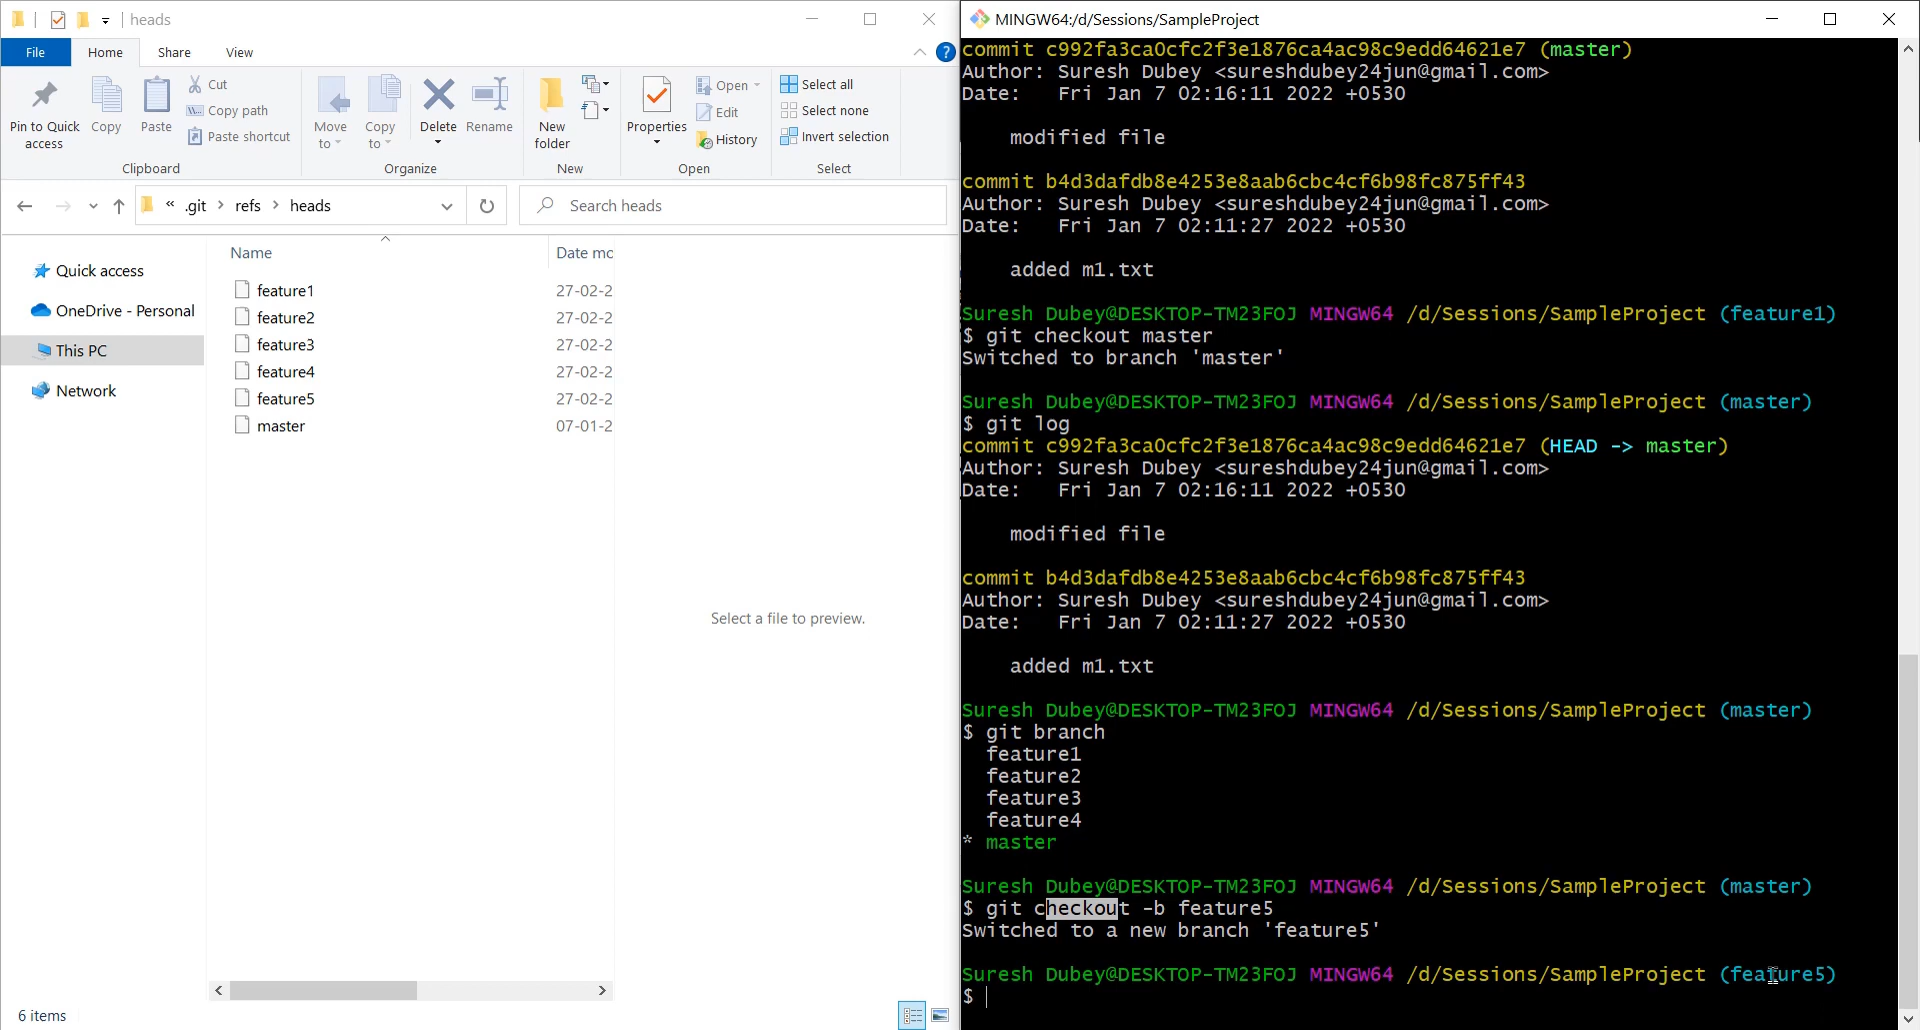 heads
File Home Share View
Pin to Quick access
Copy
Paste
Cut
Copy path
Paste shortcut
Clipboard
Move to
Copy to
Delete
Rename
Organize
New folder
New
Properties
Open
Edit
History
Open
Select all
Select none
Invert selection
Select
« .git > refs > heads
Search heads
Quick access
OneDrive - Personal
This PC
Network
Name Date mo
feature1 27-02-2
feature2 27-02-2
feature3 27-02-2
feature4 27-02-2
feature5 27-02-2
master 07-01-2
Select a file to preview.
6 items
MINGW64:/d/Sessions/SampleProject
commit c992fa3ca0cfc2f3e1876ca4ac98c9edd64621e7 (master)
Author: Suresh Dubey <sureshdubey24jun@gmail.com>
Date:   Fri Jan 7 02:16:11 2022 +0530
modified file
commit b4d3dafdb8e4253e8aab6cbc4cf6b98fc875ff43
Author: Suresh Dubey <sureshdubey24jun@gmail.com>
Date:   Fri Jan 7 02:11:27 2022 +0530
added m1.txt
Suresh Dubey@DESKTOP-TM23FOJ MINGW64 /d/Sessions/SampleProject (feature1)
$ git checkout master
Switched to branch 'master'
Suresh Dubey@DESKTOP-TM23FOJ MINGW64 /d/Sessions/SampleProject (master)
$ git log
commit c992fa3ca0cfc2f3e1876ca4ac98c9edd64621e7 (HEAD -> master)
Author: Suresh Dubey <sureshdubey24jun@gmail.com>
Date:   Fri Jan 7 02:16:11 2022 +0530
modified file
commit b4d3dafdb8e4253e8aab6cbc4cf6b98fc875ff43
Author: Suresh Dubey <sureshdubey24jun@gmail.com>
Date:   Fri Jan 7 02:11:27 2022 +0530
added m1.txt
Suresh Dubey@DESKTOP-TM23FOJ MINGW64 /d/Sessions/SampleProject (master)
$ git branch
feature1
feature2
feature3
feature4
* master
Suresh Dubey@DESKTOP-TM23FOJ MINGW64 /d/Sessions/SampleProject (master)
$ git checkout -b feature5
Switched to a new branch 'feature5'
Suresh Dubey@DESKTOP-TM23FOJ MINGW64 /d/Sessions/SampleProject (feature5)
$